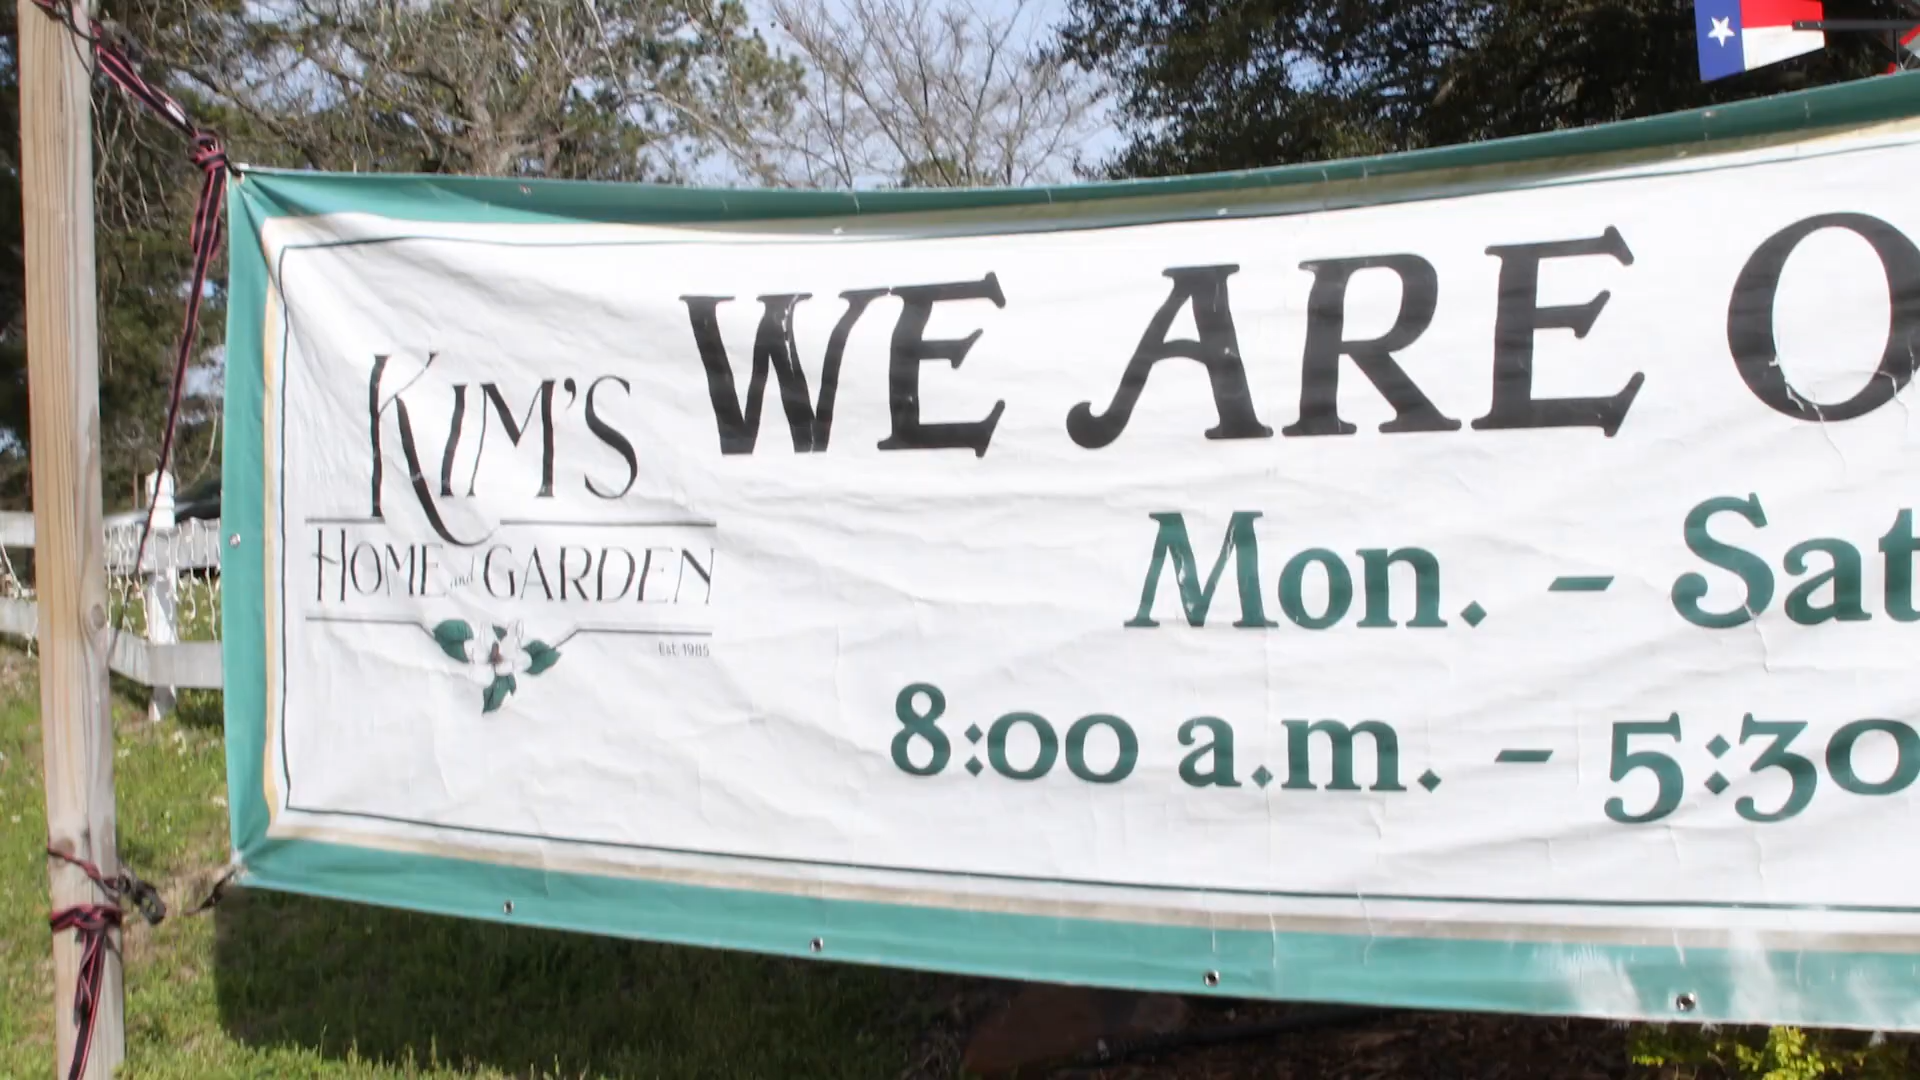 KIM'S
HOME and GARDEN
Est. 1985
WE ARE O
Mon. - Sat
8:00 a.m. - 5:30